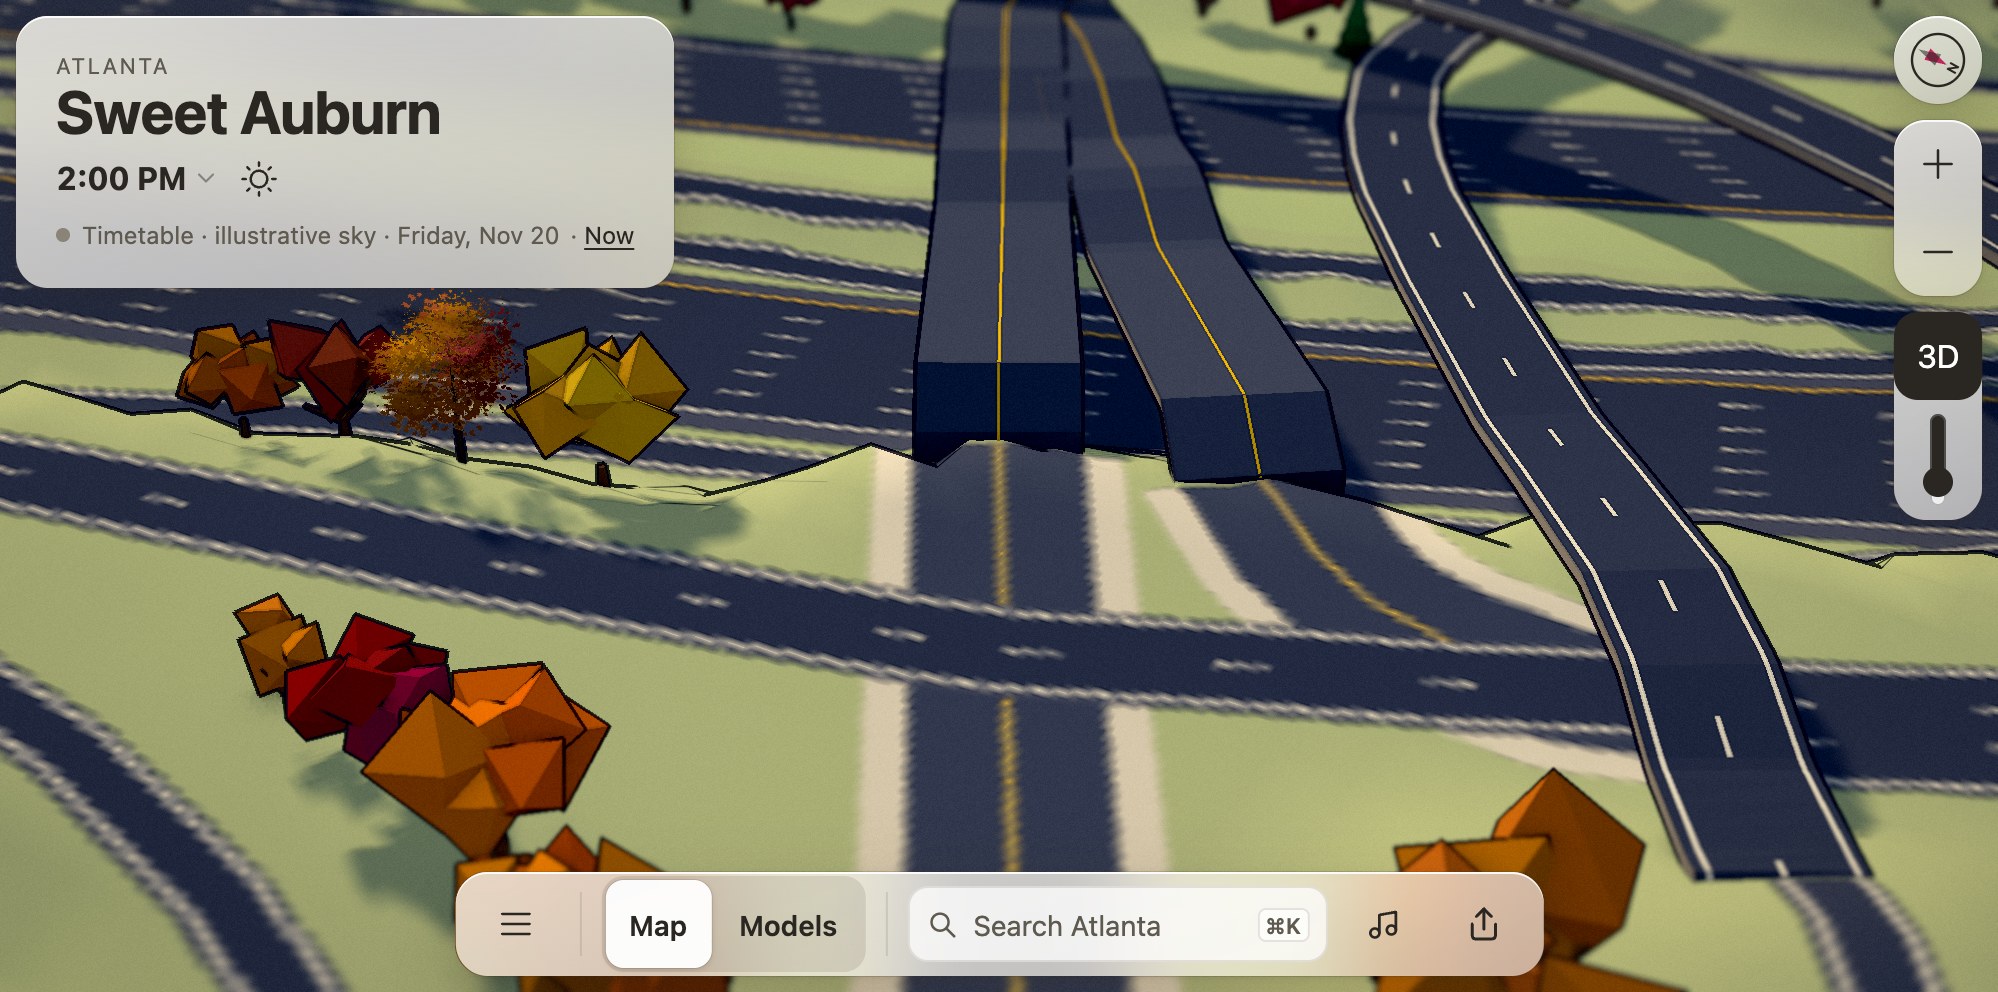 ATLANTA
Sweet Auburn
2:00 PM
Timetable · illustrative sky · Friday, Nov 20 · Now
N
3D
Map
Models
Search Atlanta
⌘K